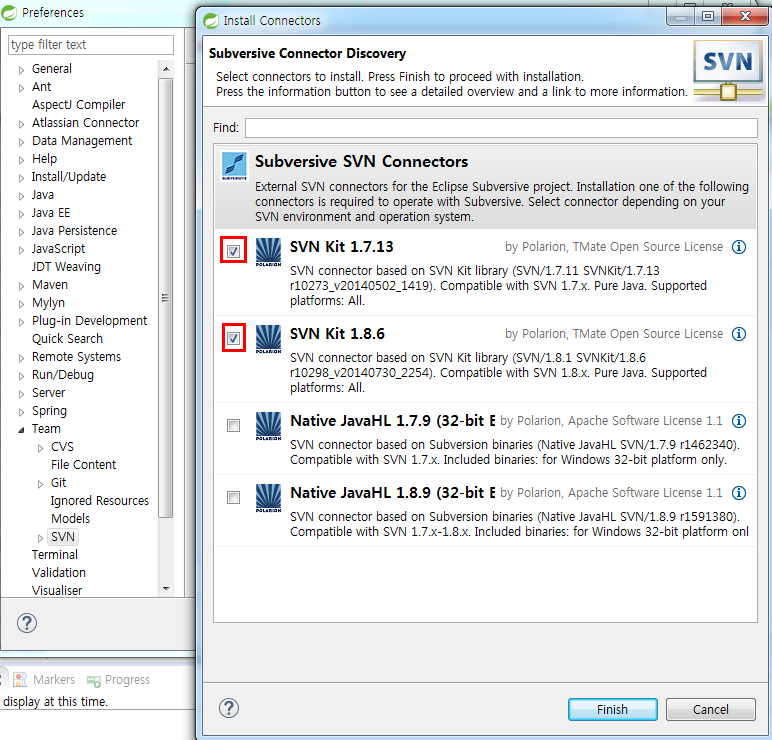 Preferences
type filter text
General
Ant
AspectJ Compiler
Atlassian Connector
Data Management
Help
Install/Update
Java
Java EE
Java Persistence
JavaScript
JDT Weaving
Maven
Mylyn
Plug-in Development
Quick Search
Remote Systems
Run/Debug
Server
Spring
Team
CVS
File Content
Git
Ignored Resources
Models
SVN
Terminal
Validation
Visualiser
Markers
Progress
display at this time.
Install Connectors
Subversive Connector Discovery
Select connectors to install. Press Finish to proceed with installation.
Press the information button to see a detailed overview and a link to more information.
SVN
Find:
SUBVERSIVE
Subversive SVN Connectors
External SVN connectors for the Eclipse Subversive project. Installation one of the following
connectors is required to operate with Subversive. Select connector depending on your
SVN environment and operation system.
POLARION
SVN Kit 1.7.13
by Polarion, TMate Open Source License
SVN connector based on SVN Kit library (SVN/1.7.11 SVNKit/1.7.13
r10273_v20140502_1419). Compatible with SVN 1.7.x. Pure Java. Supported
platforms: All.
POLARION
SVN Kit 1.8.6
by Polarion, TMate Open Source License
SVN connector based on SVN Kit library (SVN/1.8.1 SVNKit/1.8.6
r10298_v20140730_2254). Compatible with SVN 1.8.x. Pure Java. Supported
platforms: All.
POLARION
Native JavaHL 1.7.9 (32-bit E
by Polarion, Apache Software License 1.1
SVN connector based on Subversion binaries (Native JavaHL SVN/1.7.9 r1462340).
Compatible with SVN 1.7.x. Included binaries: for Windows 32-bit platform only.
POLARION
Native JavaHL 1.8.9 (32-bit E
by Polarion, Apache Software License 1.1
SVN connector based on Subversion binaries (Native JavaHL SVN/1.8.9 r1591380).
Compatible with SVN 1.7.x-1.8.x. Included binaries: for Windows 32-bit platform onl
Finish
Cancel